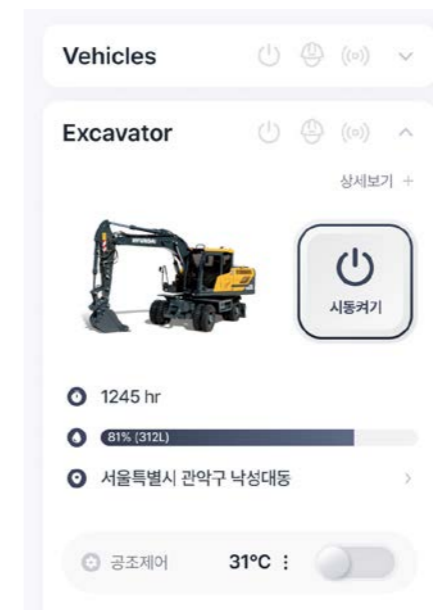 Vehicles
Excavator
상세보기 +
HYUNDAI
시동켜기
1245 hr
81% (312L)
서울특별시 관악구 낙성대동
공조제어 31°C